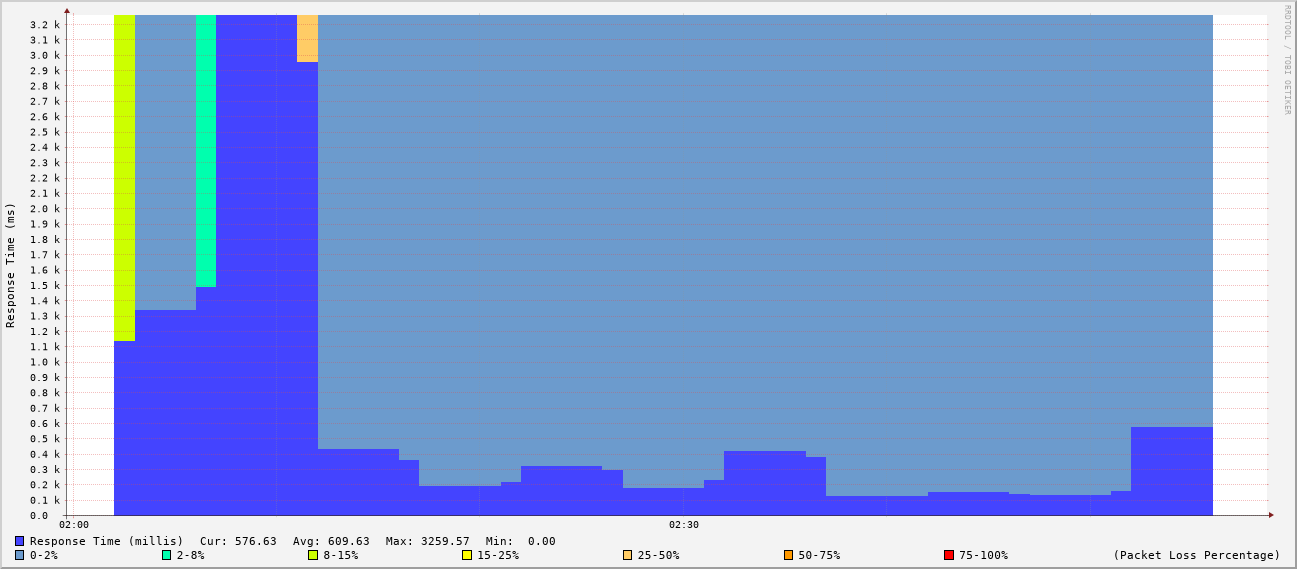 RRDTOOL / TOBI OETIKER
Response Time (ms)
3.2 k
3.1 k
3.0 k
2.9 k
2.8 k
2.7 k
2.6 k
2.5 k
2.4 k
2.3 k
2.2 k
2.1 k
2.0 k
1.9 k
1.8 k
1.7 k
1.6 k
1.5 k
1.4 k
1.3 k
1.2 k
1.1 k
1.0 k
0.9 k
0.8 k
0.7 k
0.6 k
0.5 k
0.4 k
0.3 k
0.2 k
0.1 k
0.0
02:00 02:30
Response Time (millis) Cur: 576.63 Avg: 609.63 Max: 3259.57 Min: 0.00
0-2% 2-8% 8-15% 15-25% 25-50% 50-75% 75-100% (Packet Loss Percentage)